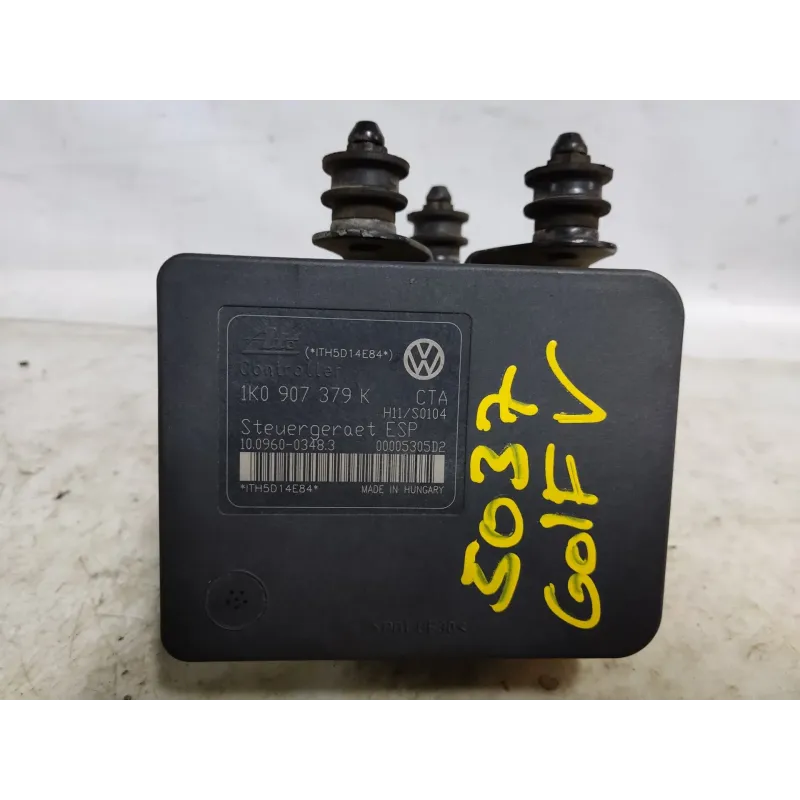 ATE
(*ITH5D14E84*)
Controller
1K0 907 379 K CTA
H11/S0104
Steuergeraet ESP
10.0960-0348.3 00005305D2
*ITH5D14E84* MADE IN HUNGARY
5037
Golf V